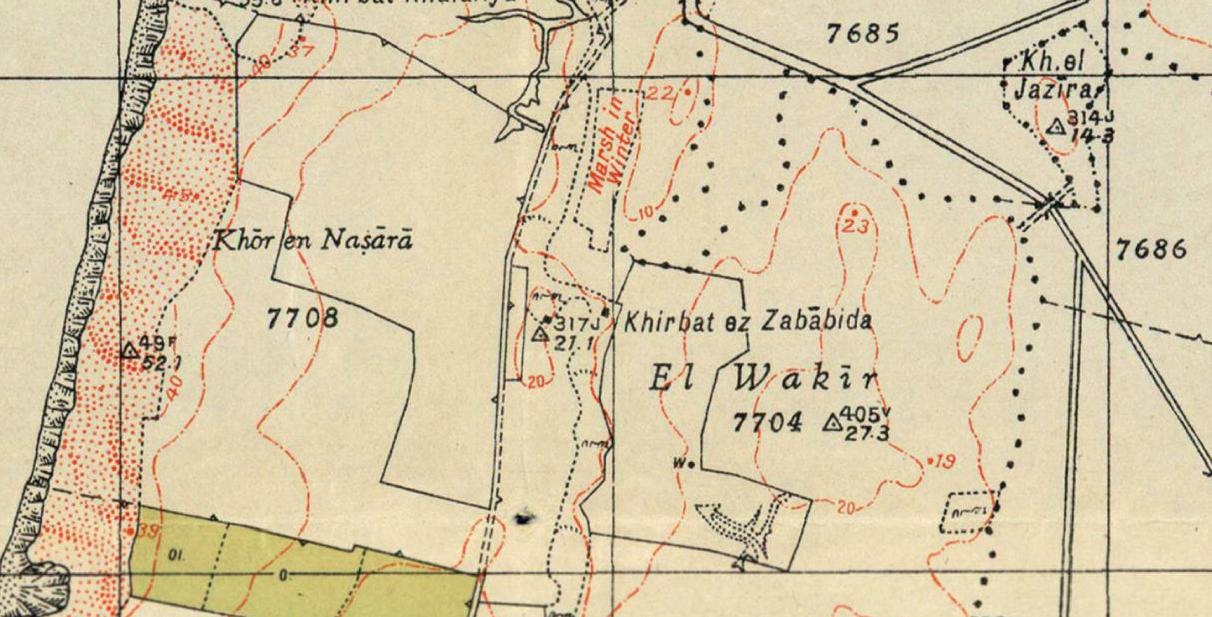 37
40
7685
Kh. el
Jazīra
314J
14.3
22
Marsh in
Winter
10
23
Khōr en Naṣārā
7686
7708
317J
27.1
Khirbat ez Zabābida
49F
52.1
40
20
El Wakīr
7704
405V
27.3
W
19
20
39
Ol.
0